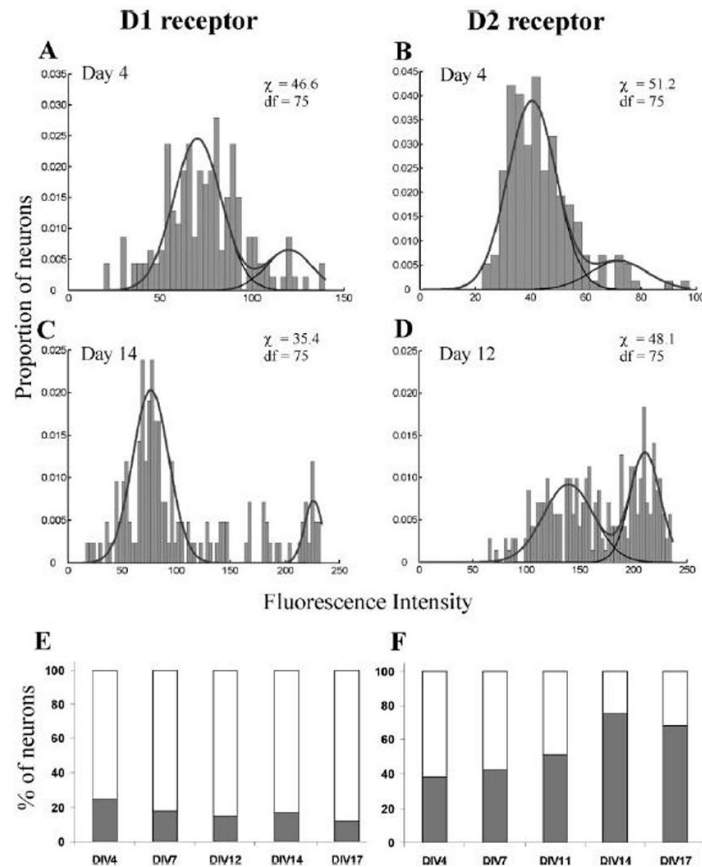 D1 receptor
D2 receptor
A
Day 4
χ = 46.6
df = 75
0.035
0.030
0.025
0.020
0.015
0.010
0.005
0
0
50
100
150
B
Day 4
χ = 51.2
df = 75
0.045
0.040
0.035
0.030
0.025
0.020
0.015
0.010
0.005
0
0
20
40
60
80
100
Proportion of neurons
C
Day 14
χ = 35.4
df = 75
0.025
0.020
0.015
0.010
0.005
0
0
50
100
150
200
250
D
Day 12
χ = 48.1
df = 75
0.025
0.020
0.015
0.010
0.005
0
0
50
100
150
200
250
Fluorescence Intensity
E
% of neurons
100
80
60
40
20
0
DIV4
DIV7
DIV12
DIV14
DIV17
F
100
80
60
40
20
0
DIV4
DIV7
DIV11
DIV14
DIV17